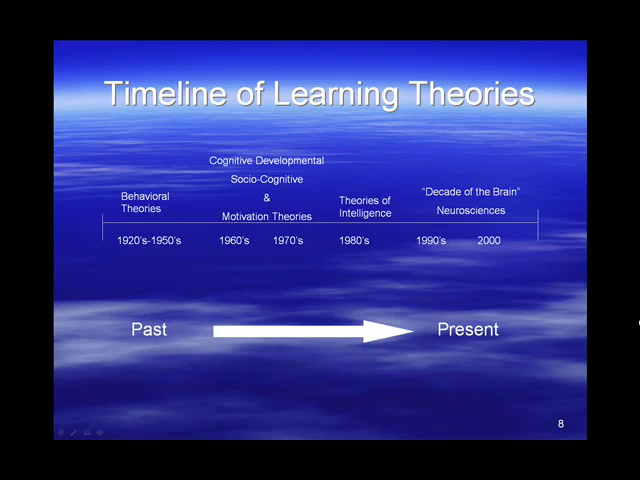 Timeline of Learning Theories
Cognitive Developmental
Socio-Cognitive
&
Motivation Theories
Behavioral
Theories
Theories of
Intelligence
"Decade of the Brain"
Neurosciences
1920's-1950's 1960's 1970's 1980's 1990's 2000
Past Present
8